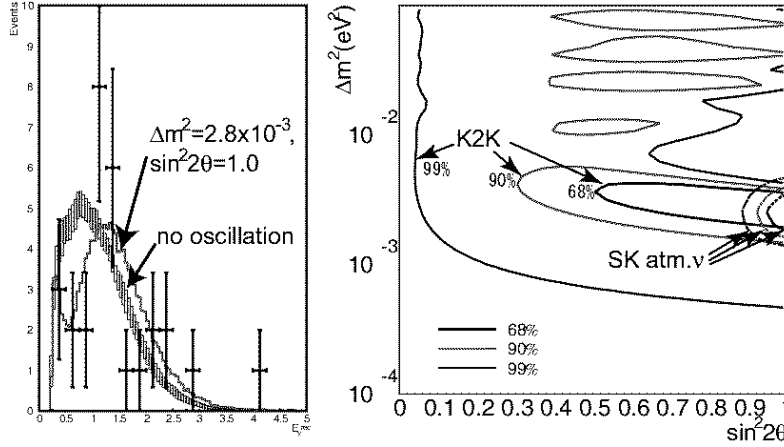 Events
10
9
8
7
6
5
4
3
2
1
0
Δm²=2.8x10⁻³,
sin²2θ=1.0
no oscillation
0 0.5 1 1.5 2 2.5 3 3.5 4 4.5 5
Eᵥʳᵉᶜ
Δm²(eV²)
10⁻²
10⁻³
10⁻⁴
K2K
99%
90%
68%
SK atm.ν
68%
90%
99%
0 0.1 0.2 0.3 0.4 0.5 0.6 0.7 0.8 0.9 1
sin²2θ